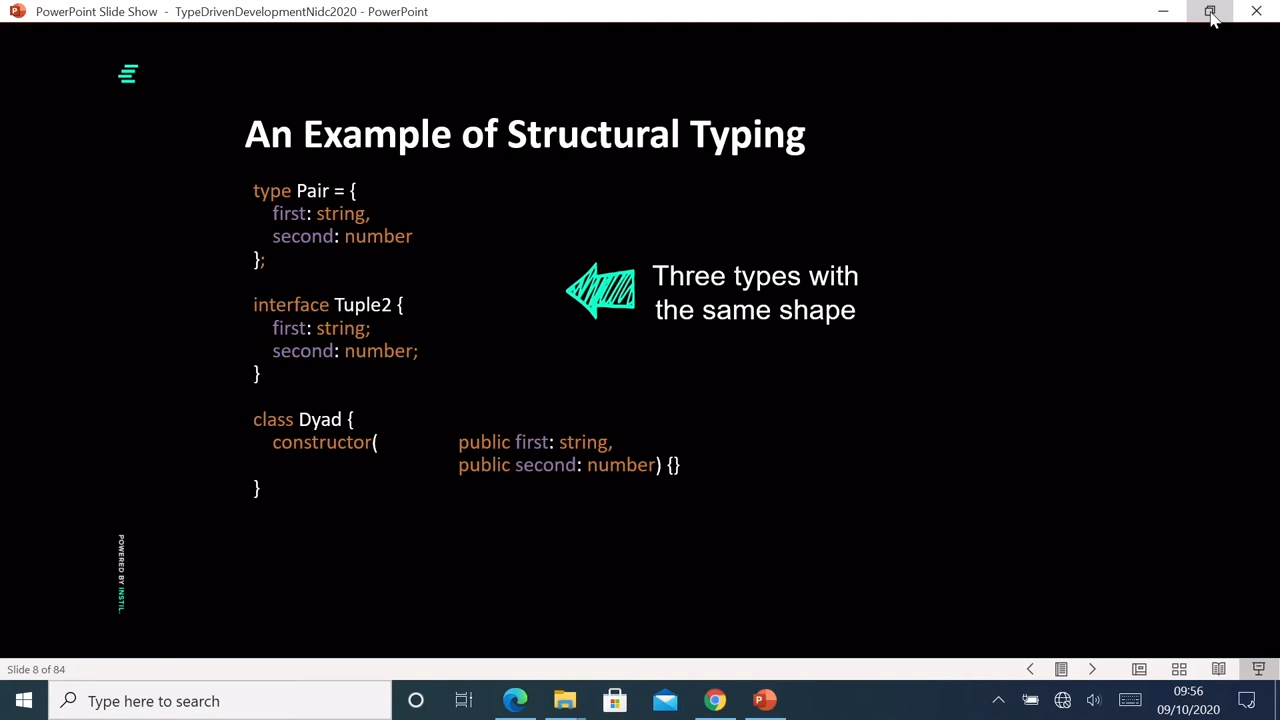 PowerPoint Slide Show - TypeDrivenDevelopmentNidc2020 - PowerPoint
An Example of Structural Typing
type Pair = {
first: string,
second: number
};
Three types with
the same shape
interface Tuple2 {
first: string;
second: number;
}
class Dyad {
constructor( public first: string,
public second: number) {}
}
POWERED BY INSTIL.
Slide 8 of 84
Type here to search
09:56
09/10/2020